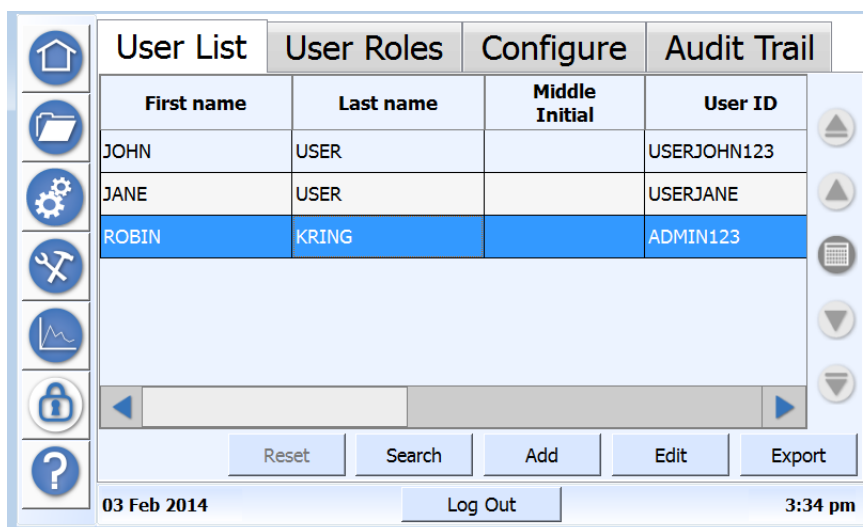 User List User Roles Configure Audit Trail
First name Last name Middle Initial User ID
JOHN USER USERJOHN123
JANE USER USERJANE
ROBIN KRING ADMIN123
Reset Search Add Edit Export
?
03 Feb 2014 Log Out 3:34 pm